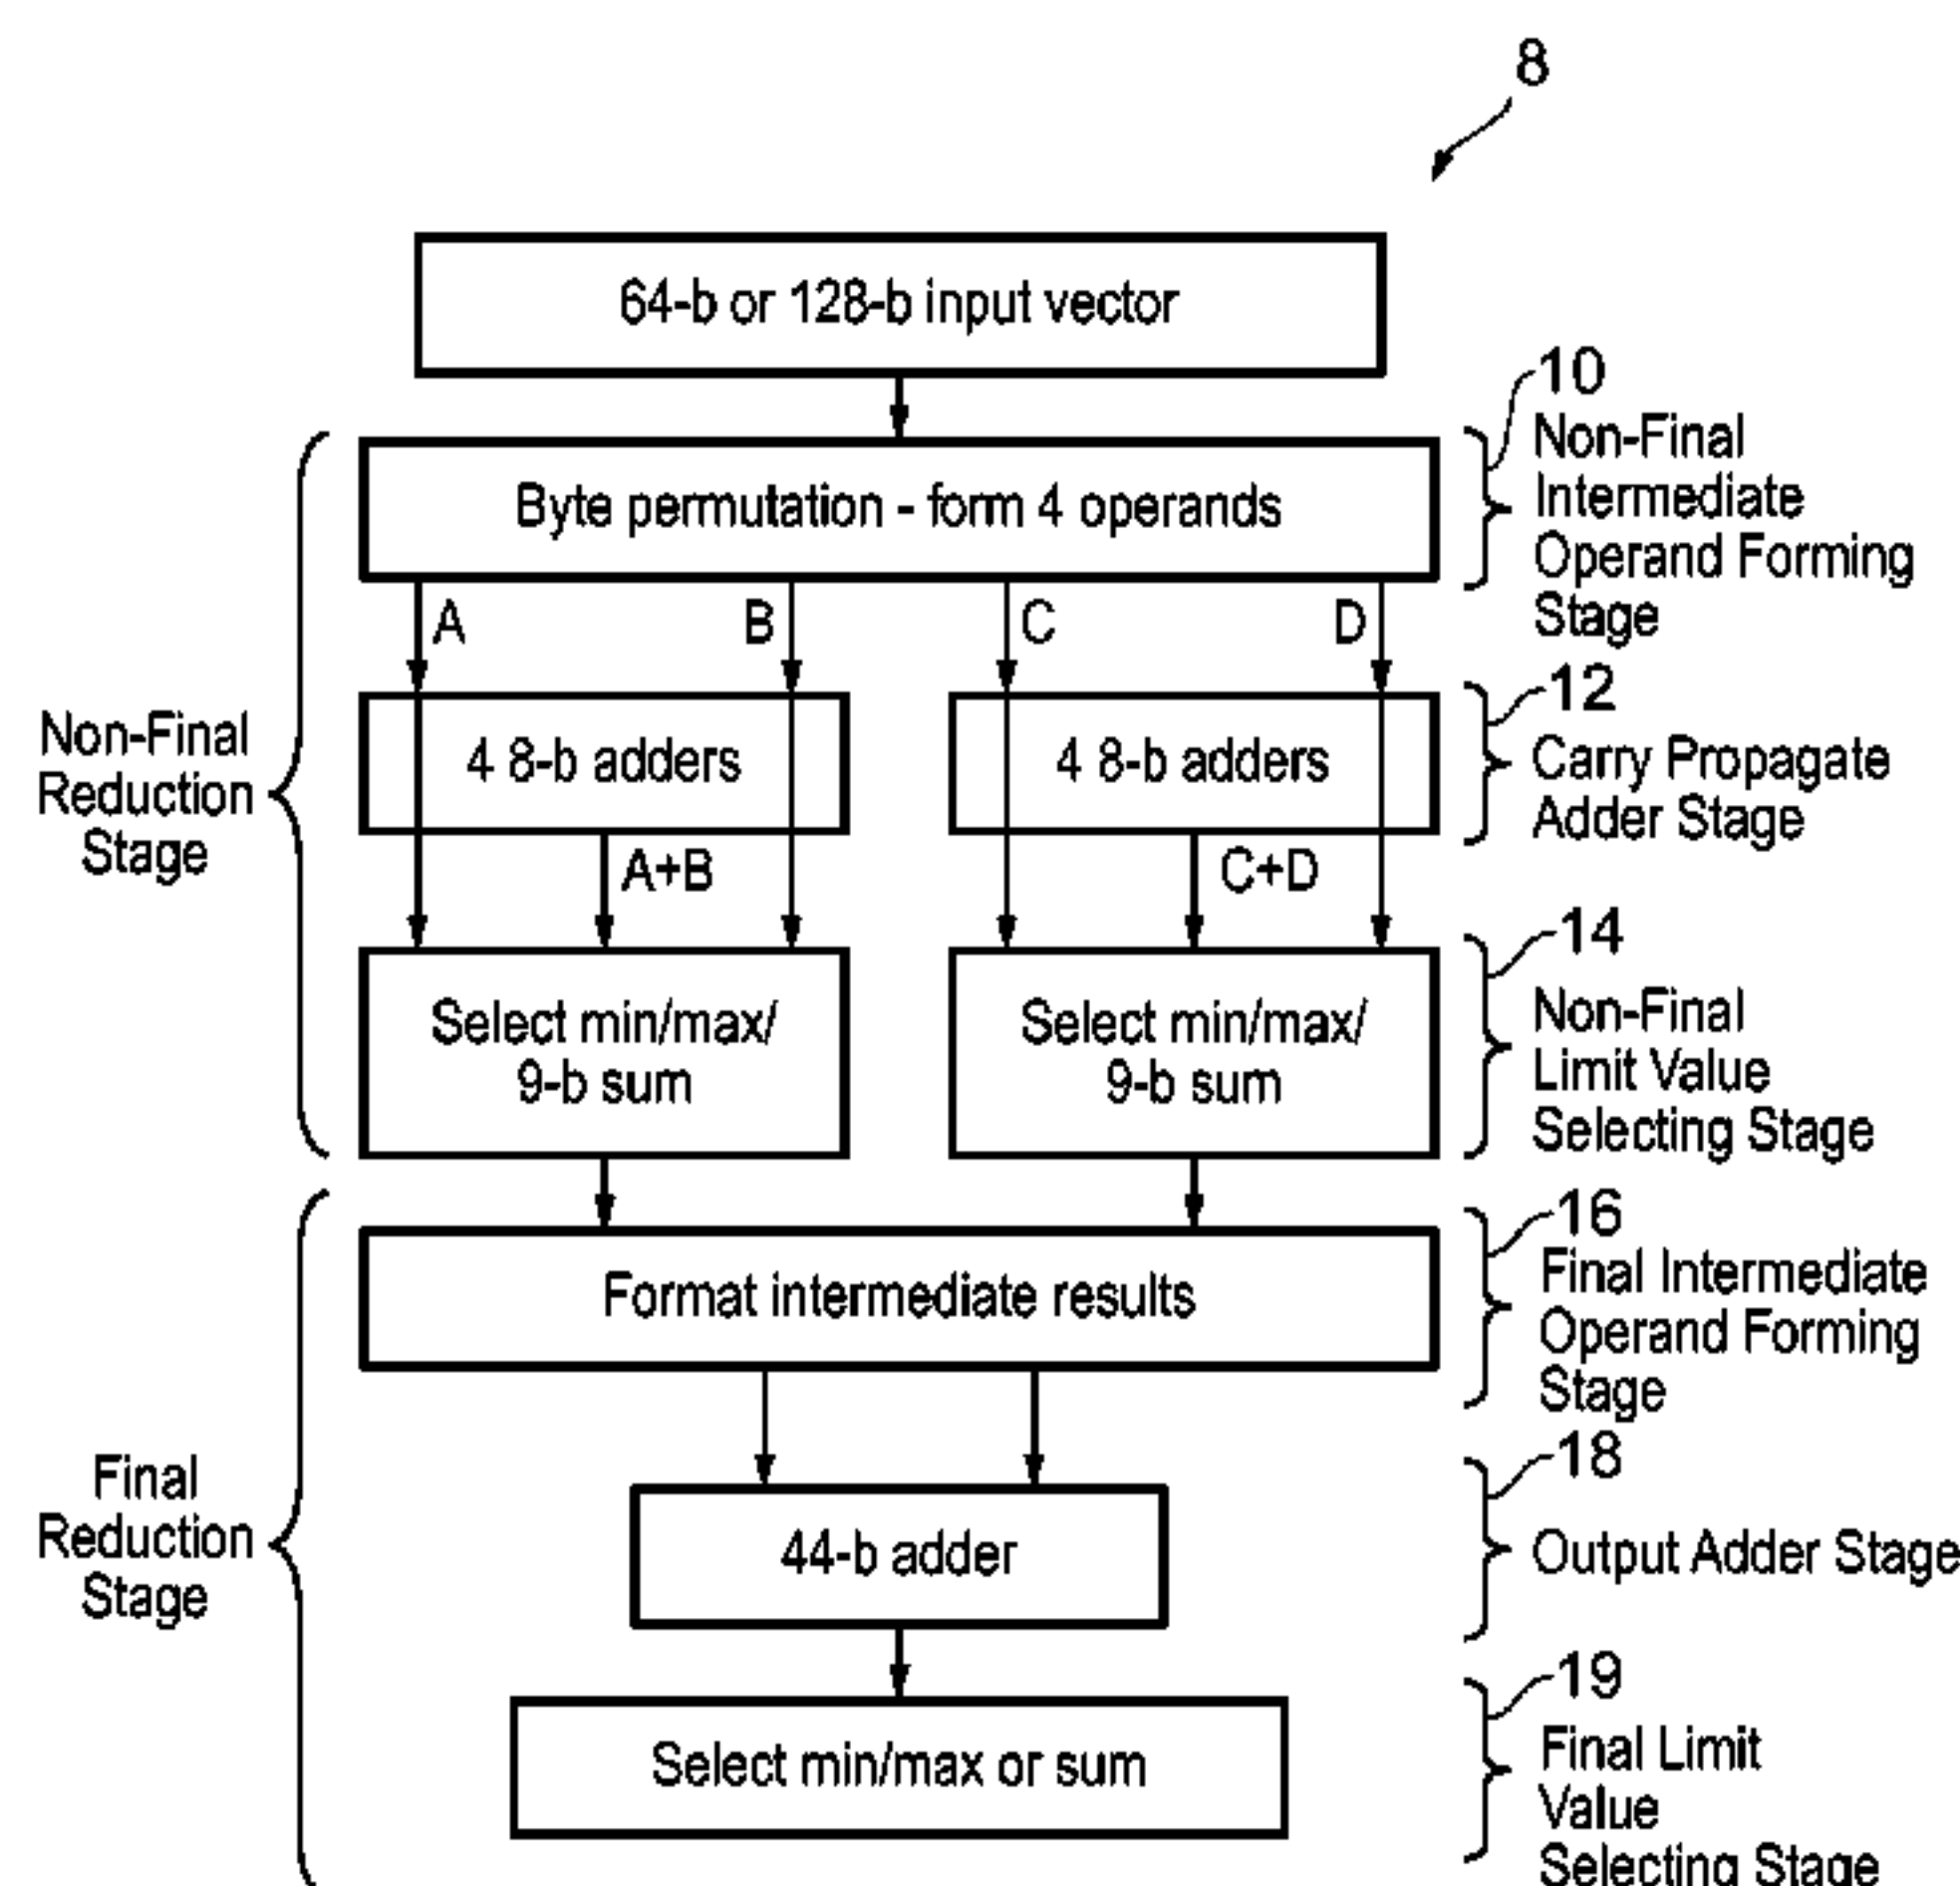 8
64-b or 128-b input vector
10
Non-Final
Intermediate
Operand Forming
Stage
Byte permutation - form 4 operands
A
B
C
D
Non-Final
Reduction
Stage
4 8-b adders
4 8-b adders
12
Carry Propagate
Adder Stage
A+B
C+D
Select min/max/
9-b sum
Select min/max/
9-b sum
14
Non-Final
Limit Value
Selecting Stage
16
Final Intermediate
Operand Forming
Stage
Format intermediate results
Final
Reduction
Stage
44-b adder
18
Output Adder Stage
19
Final Limit
Value
Selecting Stage
Select min/max or sum